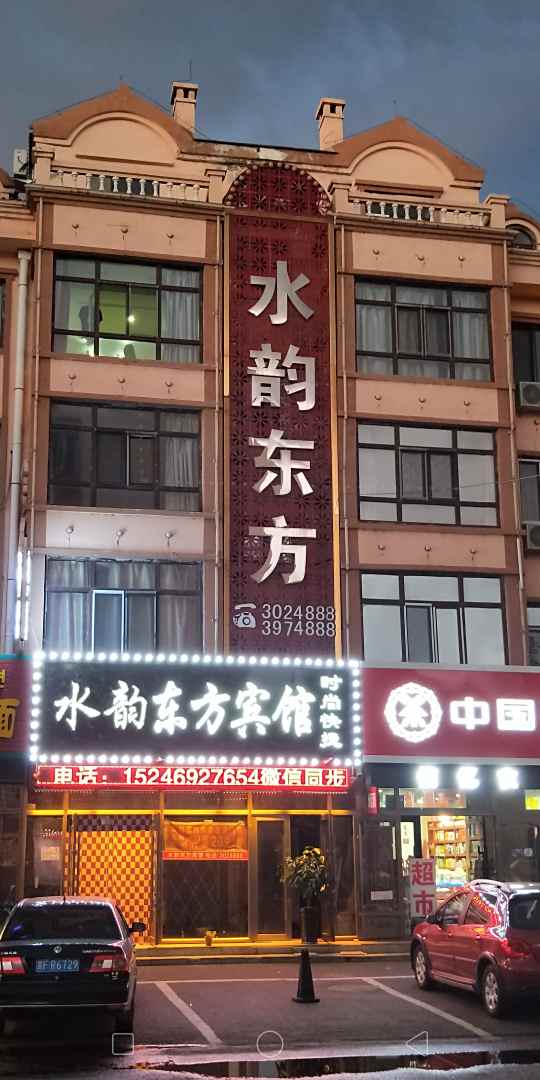 水韵东方
3024888
3974888
水韵东方宾馆
时尚快捷
电话：15246927654微信同步
中国
超市
面